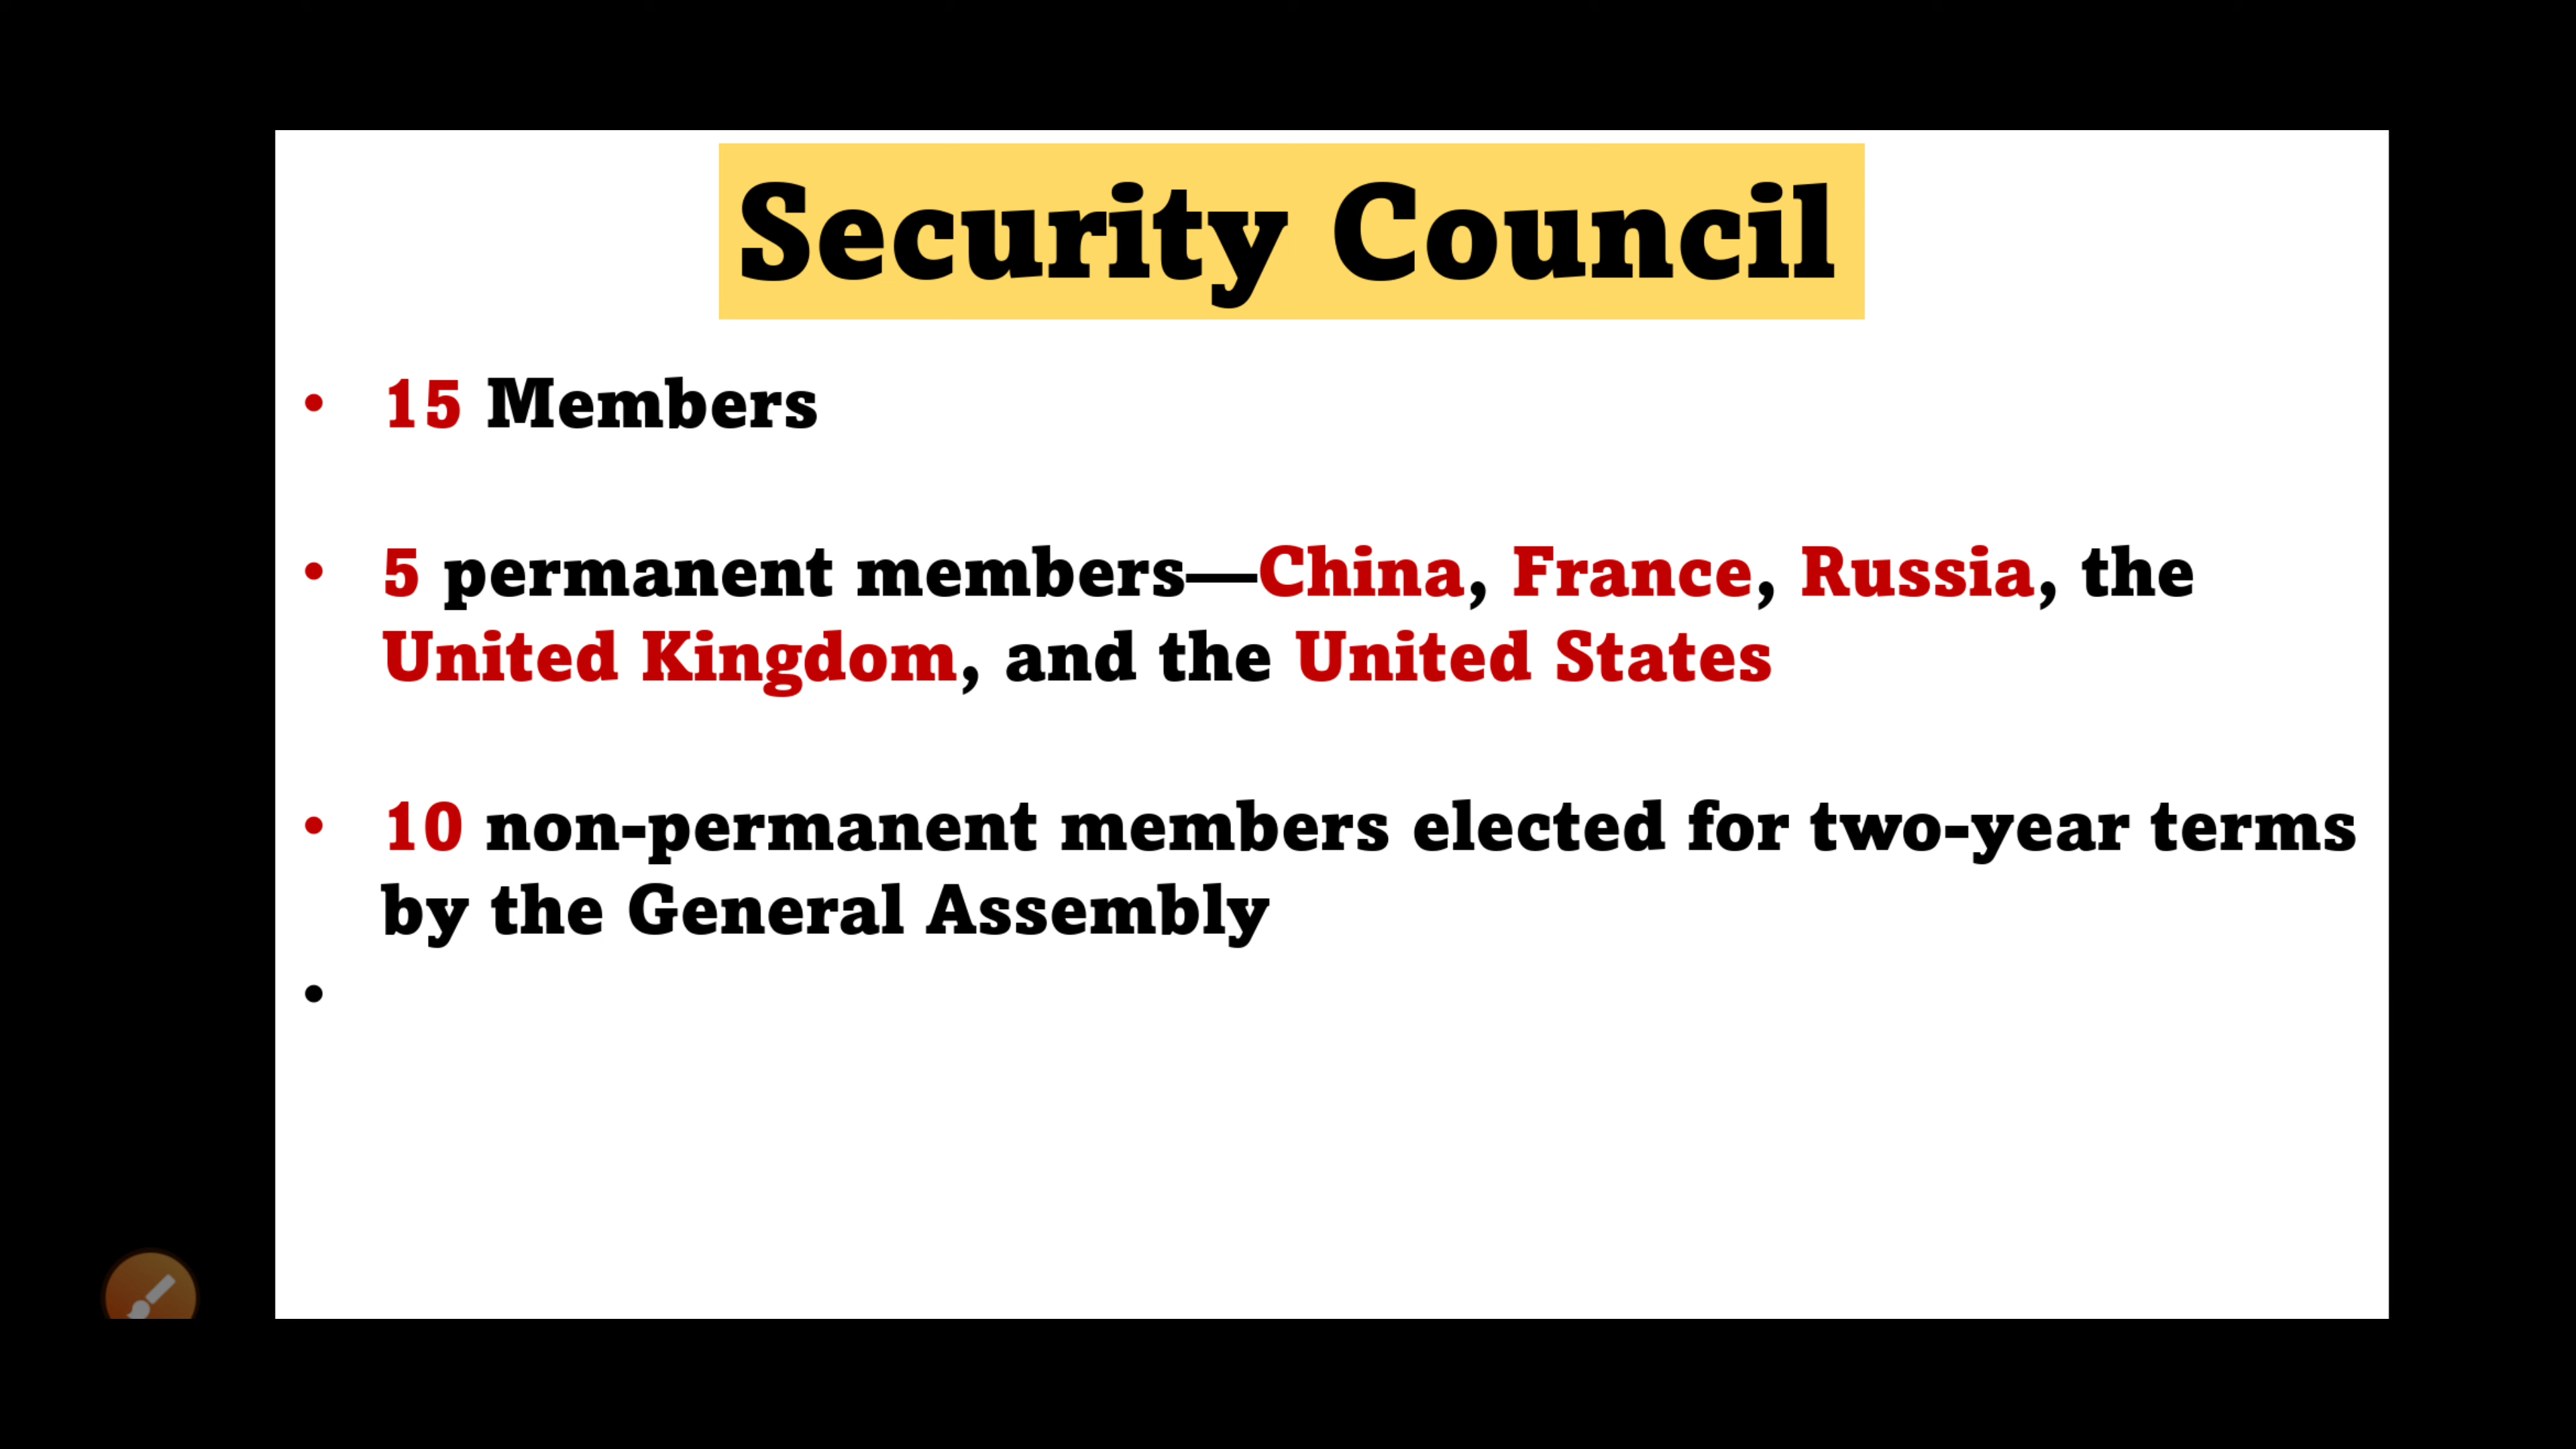 Security Council
• 15 Members
• 5 permanent members—China, France, Russia, the
United Kingdom, and the United States
• 10 non-permanent members elected for two-year terms
by the General Assembly
•